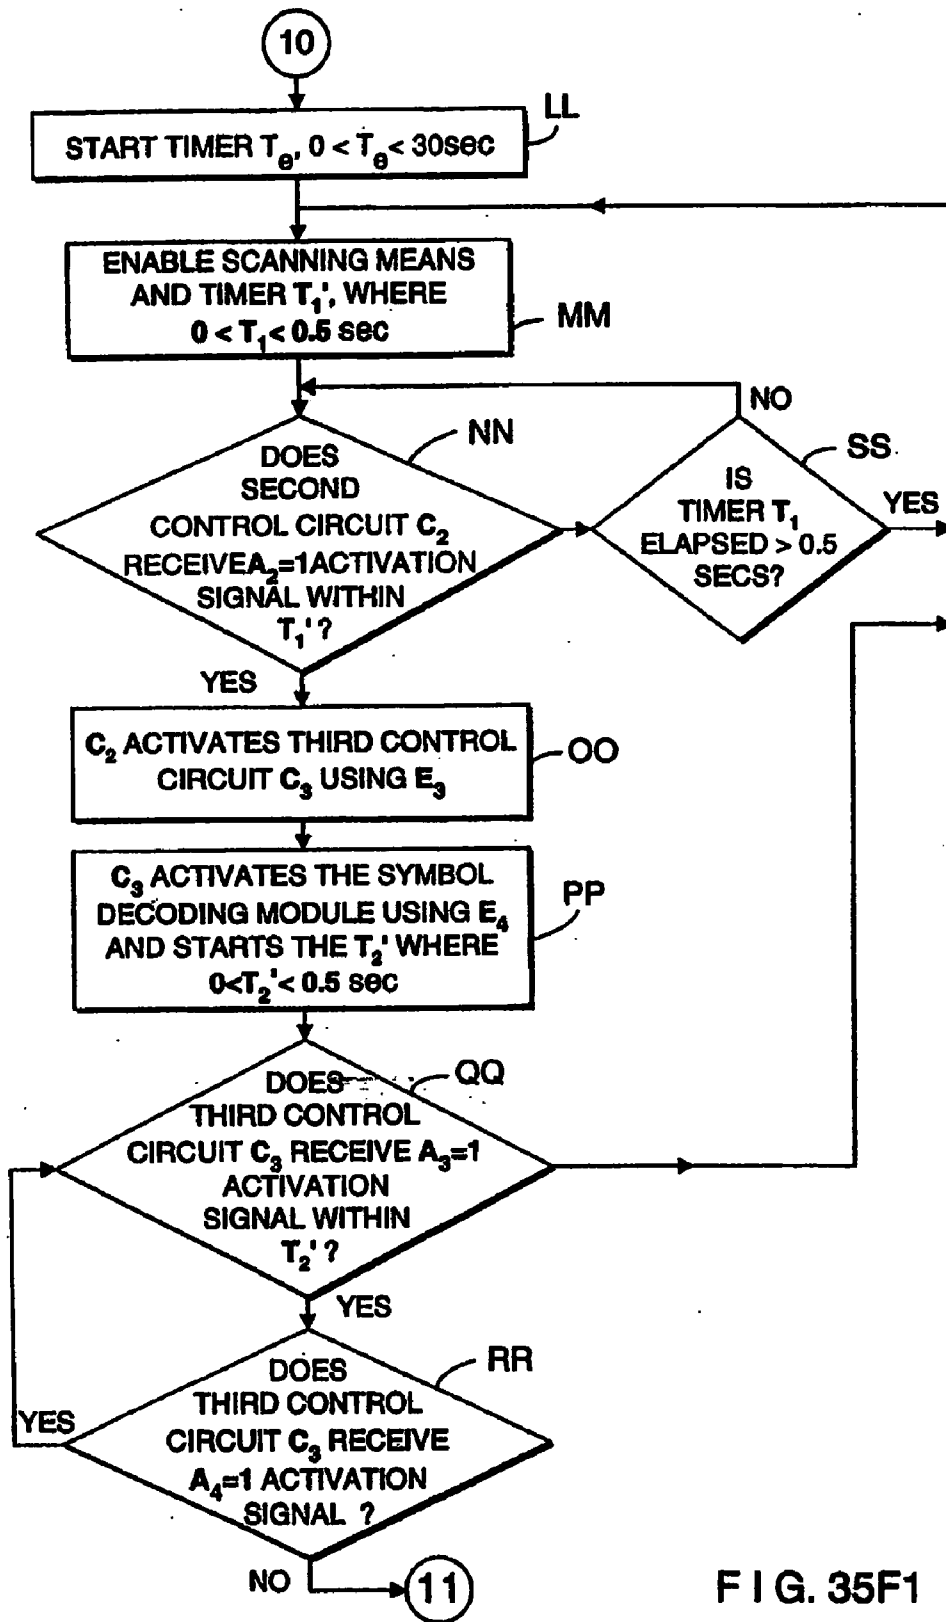 10
LL
START TIMER Te, 0 < Te < 30sec
ENABLE SCANNING MEANS
AND TIMER T1', WHERE
0 < T1 < 0.5 sec
MM
NO
NN
DOES
SECOND
CONTROL CIRCUIT C2
RECEIVEA2=1ACTIVATION
SIGNAL WITHIN
T1' ?
SS
IS
TIMER T1
ELAPSED > 0.5
SECS?
YES
YES
C2 ACTIVATES THIRD CONTROL
CIRCUIT C3 USING E3
OO
C3 ACTIVATES THE SYMBOL
DECODING MODULE USING E4
AND STARTS THE T2' WHERE
0<T2'< 0.5 sec
PP
QQ
DOES
THIRD CONTROL
CIRCUIT C3 RECEIVE A3=1
ACTIVATION
SIGNAL WITHIN
T2' ?
YES
RR
DOES
THIRD CONTROL
CIRCUIT C3 RECEIVE
A4=1 ACTIVATION
SIGNAL ?
YES
NO
11
FIG. 35F1